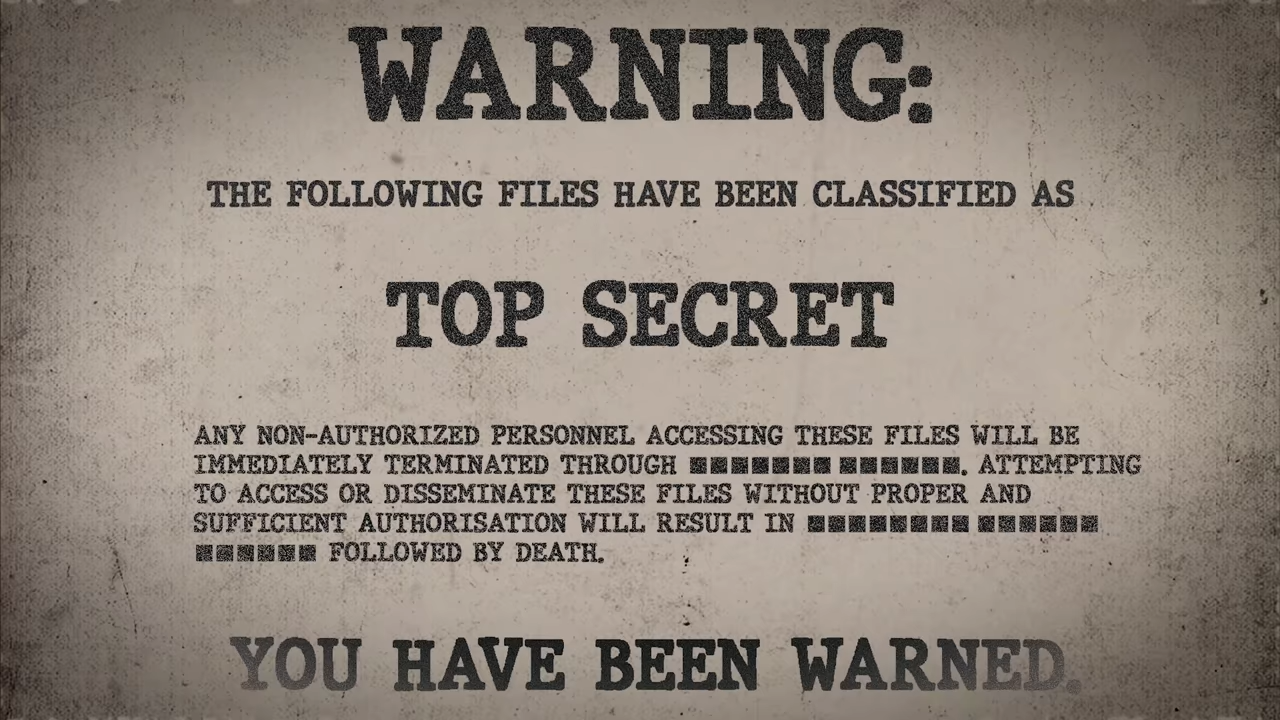 WARNING:
THE FOLLOWING FILES HAVE BEEN CLASSIFIED AS
TOP SECRET
ANY NON-AUTHORIZED PERSONNEL ACCESSING THESE FILES WILL BE
IMMEDIATELY TERMINATED THROUGH ■■■■■■■ ■■■■■■. ATTEMPTING
TO ACCESS OR DISSEMINATE THESE FILES WITHOUT PROPER AND
SUFFICIENT AUTHORISATION WILL RESULT IN ■■■■■■■■ ■■■■■■
■■■■■■ FOLLOWED BY DEATH.
YOU HAVE BEEN WARNED.